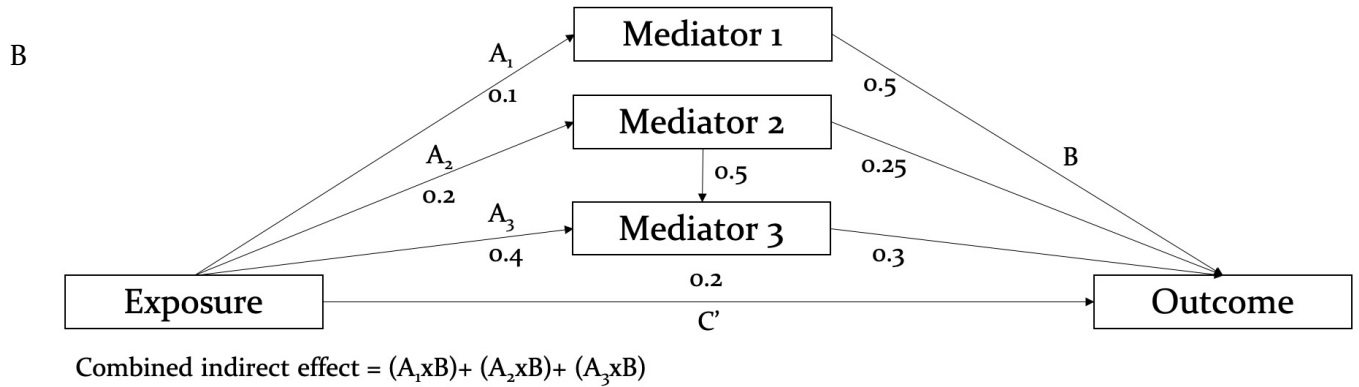 B
Mediator 1
A₁
0.1
0.5
Mediator 2
A₂
0.2
0.5
0.25
B
A₃
0.4
Mediator 3
0.3
Exposure
0.2
C'
Outcome
Combined indirect effect = (A₁xB)+ (A₂xB)+ (A₃xB)